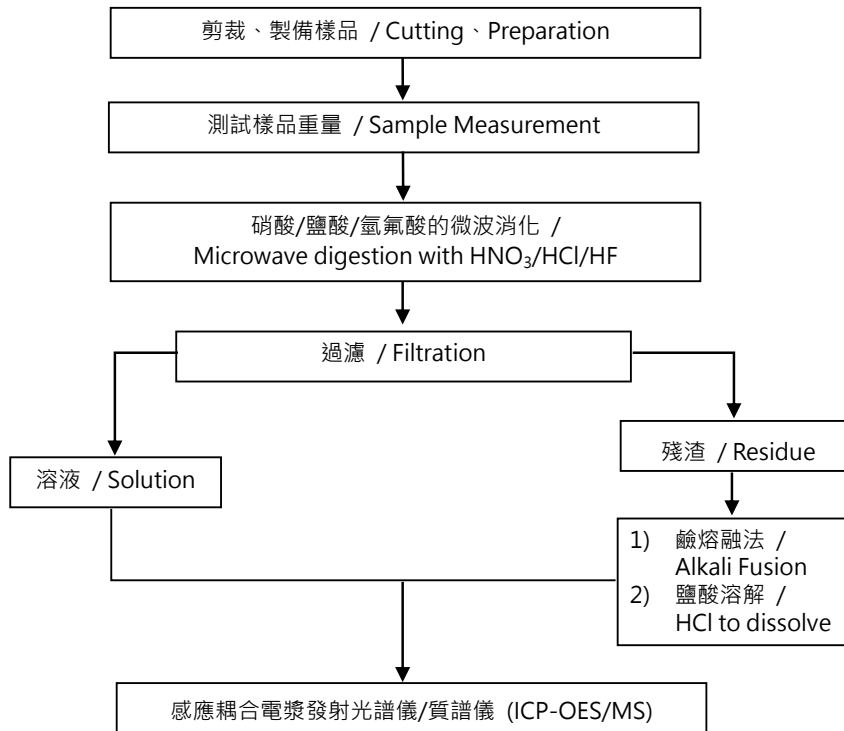 剪裁、製備樣品 / Cutting、Preparation
測試樣品重量 / Sample Measurement
硝酸/鹽酸/氫氟酸的微波消化 /
Microwave digestion with HNO₃/HCl/HF
過濾 / Filtration
溶液 / Solution
殘渣 / Residue
1) 鹼熔融法 /
Alkali Fusion
2) 鹽酸溶解 /
HCl to dissolve
感應耦合電漿發射光譜儀/質譜儀 (ICP-OES/MS)